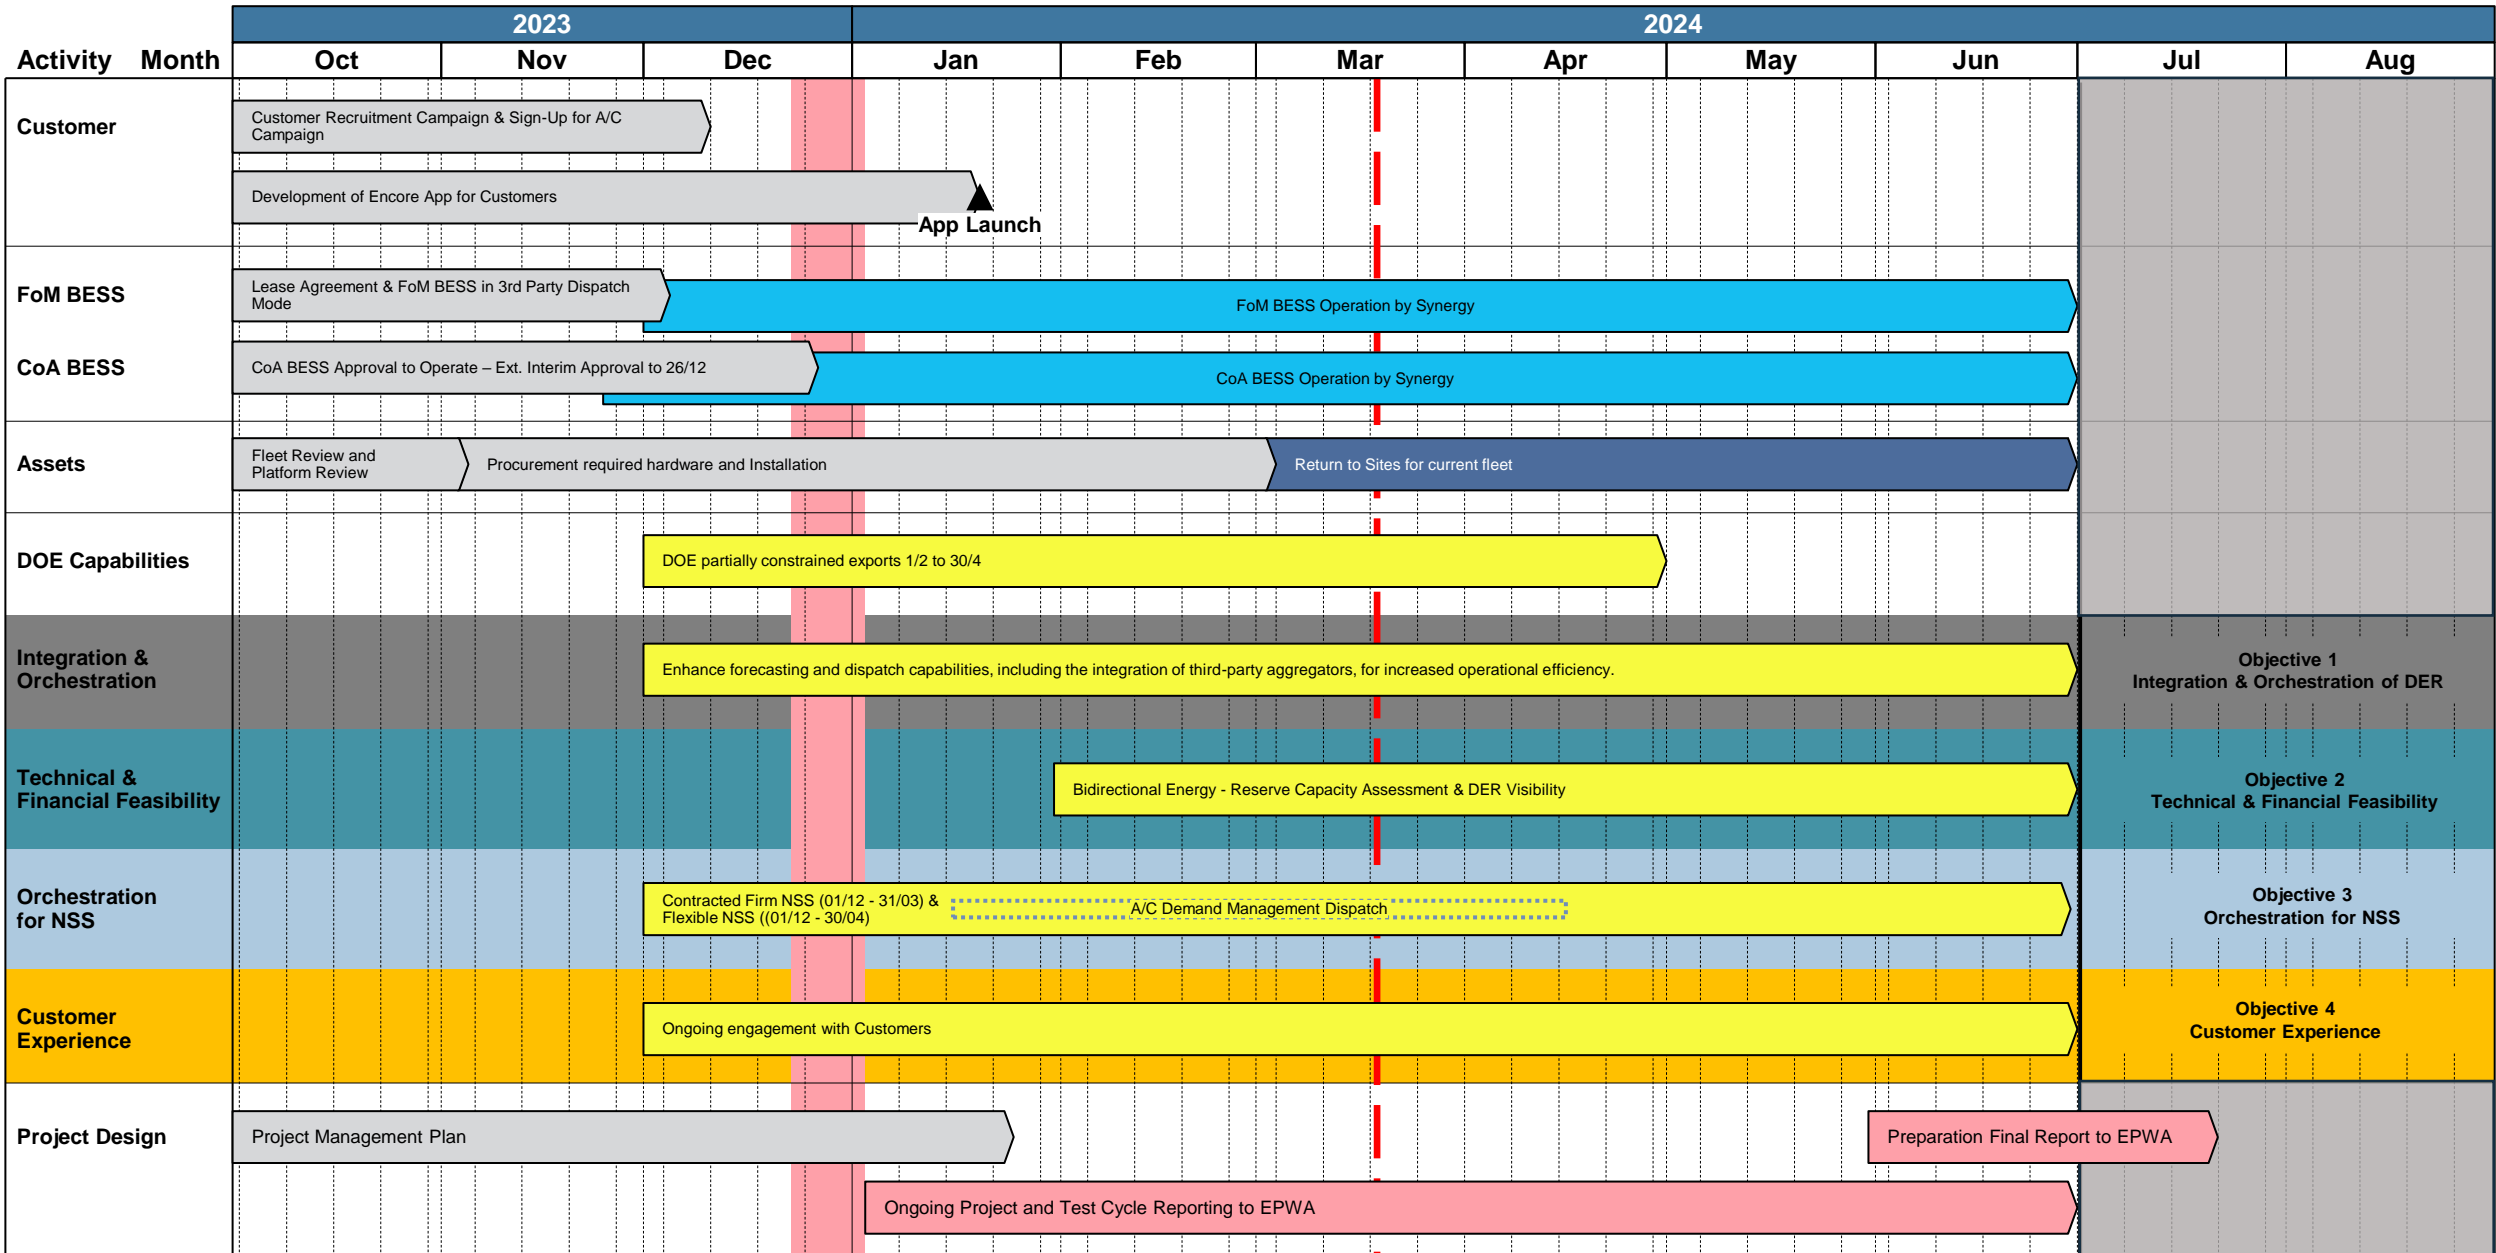 2023
2024
Activity Month
Oct
Nov
Dec
Jan
Feb
Mar
Apr
May
Jun
Jul
Aug
Customer
Customer Recruitment Campaign & Sign-Up for A/C
Campaign
Development of Encore App for Customers
App Launch
FoM BESS
Lease Agreement & FoM BESS in 3rd Party Dispatch
Mode
FoM BESS Operation by Synergy
CoA BESS
CoA BESS Approval to Operate – Ext. Interim Approval to 26/12
CoA BESS Operation by Synergy
Assets
Fleet Review and
Platform Review
Procurement required hardware and Installation
Return to Sites for current fleet
DOE Capabilities
DOE partially constrained exports 1/2 to 30/4
Integration &
Orchestration
Enhance forecasting and dispatch capabilities, including the integration of third-party aggregators, for increased operational efficiency.
Objective 1
Integration & Orchestration of DER
Technical &
Financial Feasibility
Bidirectional Energy - Reserve Capacity Assessment & DER Visibility
Objective 2
Technical & Financial Feasibility
Orchestration
for NSS
Contracted Firm NSS (01/12 - 31/03) &
Flexible NSS ((01/12 - 30/04)
A/C Demand Management Dispatch
Objective 3
Orchestration for NSS
Customer
Experience
Ongoing engagement with Customers
Objective 4
Customer Experience
Project Design
Project Management Plan
Preparation Final Report to EPWA
Ongoing Project and Test Cycle Reporting to EPWA